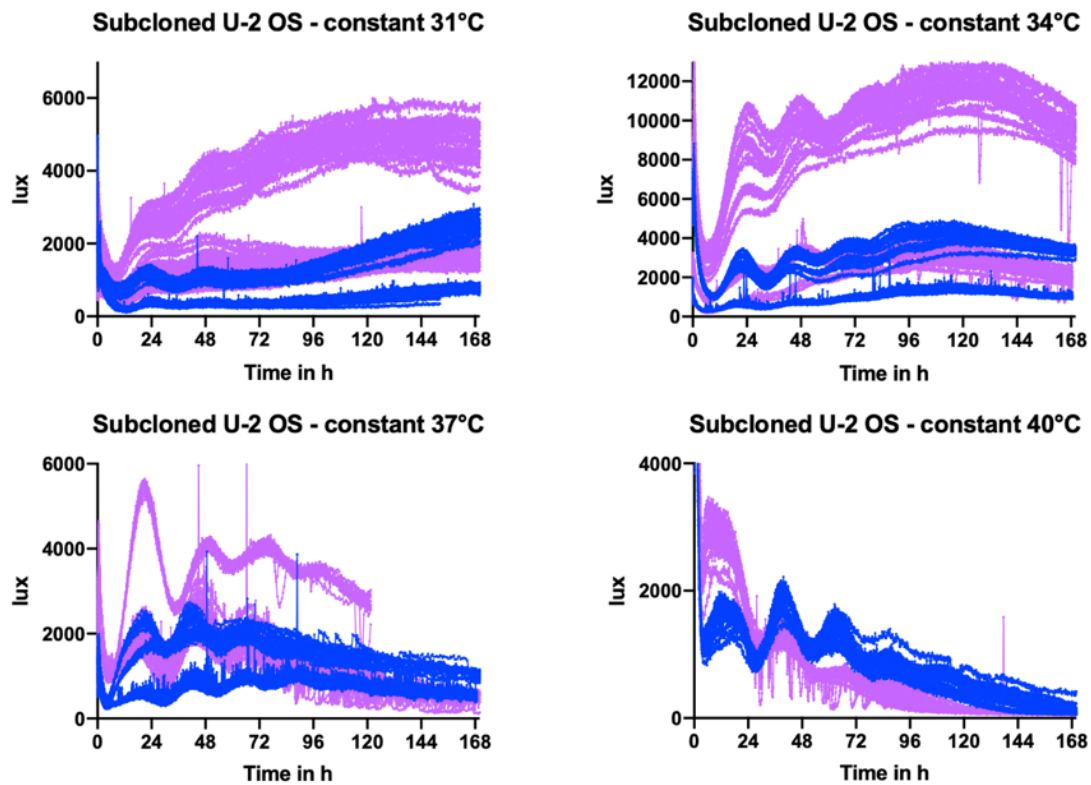 Subcloned U-2 OS - constant 31°C
6000
4000
2000
0
lux
0 24 48 72 96 120 144 168
Time in h
Subcloned U-2 OS - constant 34°C
12000
10000
8000
6000
4000
2000
0
lux
0 24 48 72 96 120 144 168
Time in h
Subcloned U-2 OS - constant 37°C
6000
4000
2000
0
lux
0 24 48 72 96 120 144 168
Time in h
Subcloned U-2 OS - constant 40°C
4000
2000
0
lux
0 24 48 72 96 120 144 168
Time in h